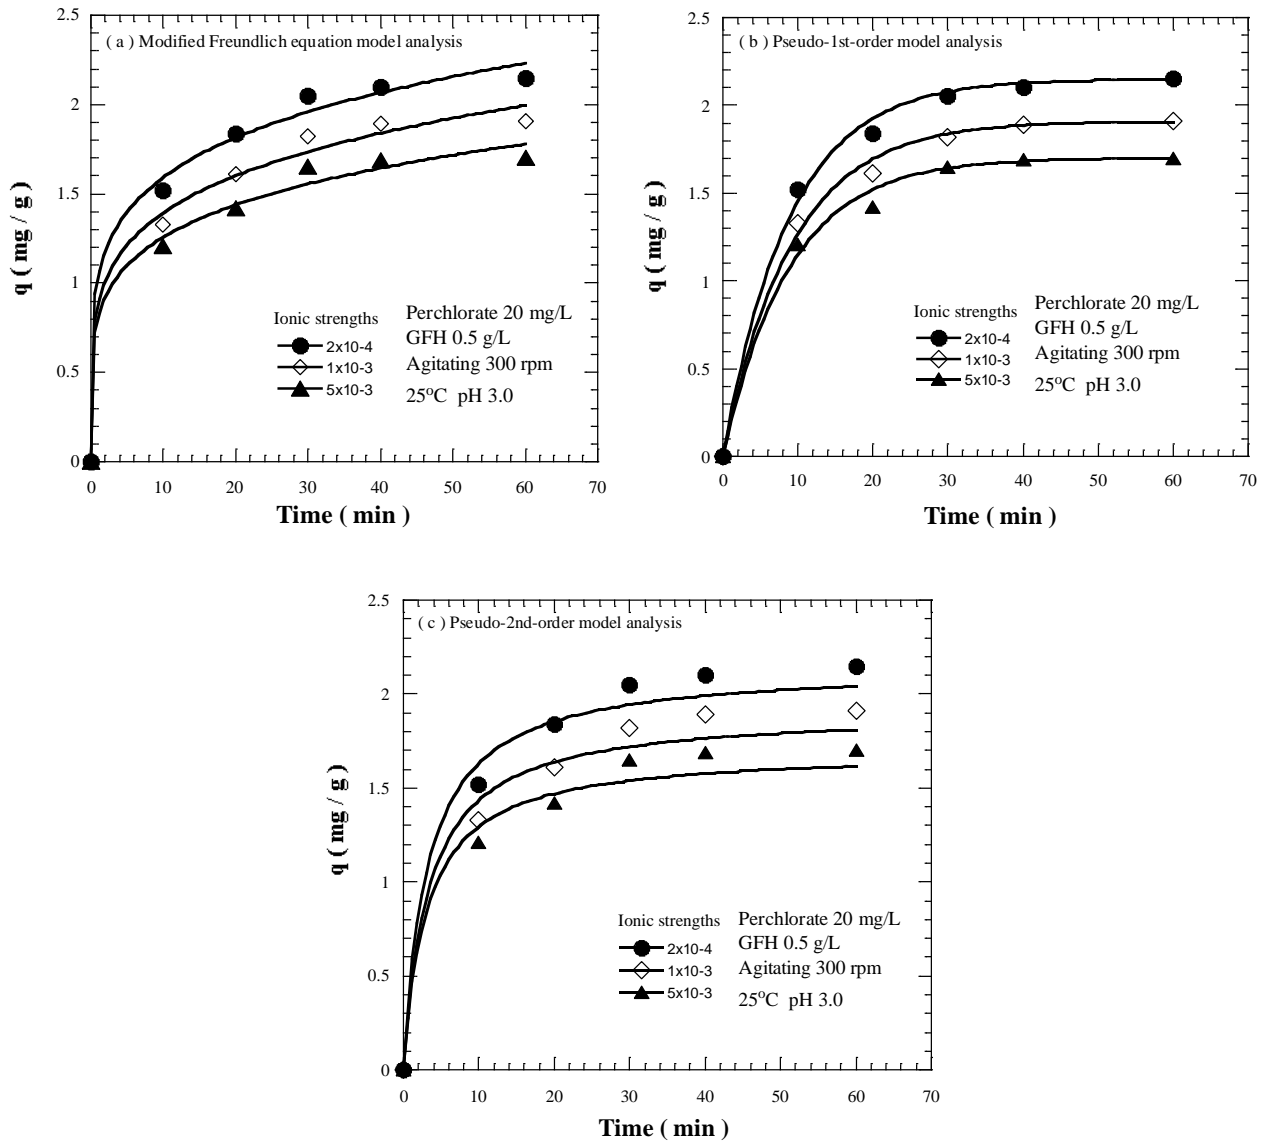 ( a ) Modified Freundlich equation model analysis
2.5
2
1.5
1
0.5
0
q ( mg / g )
Ionic strengths
2x10-4
1x10-3
5x10-3
Perchlorate 20 mg/L
GFH 0.5 g/L
Agitating 300 rpm
25°C pH 3.0
0 10 20 30 40 50 60 70
Time ( min )
( b ) Pseudo-1st-order model analysis
2.5
2
1.5
1
0.5
0
q ( mg / g )
Ionic strengths
2x10-4
1x10-3
5x10-3
Perchlorate 20 mg/L
GFH 0.5 g/L
Agitating 300 rpm
25°C pH 3.0
0 10 20 30 40 50 60 70
Time ( min )
( c ) Pseudo-2nd-order model analysis
2.5
2
1.5
1
0.5
0
q ( mg / g )
Ionic strengths
2x10-4
1x10-3
5x10-3
Perchlorate 20 mg/L
GFH 0.5 g/L
Agitating 300 rpm
25°C pH 3.0
0 10 20 30 40 50 60 70
Time ( min )